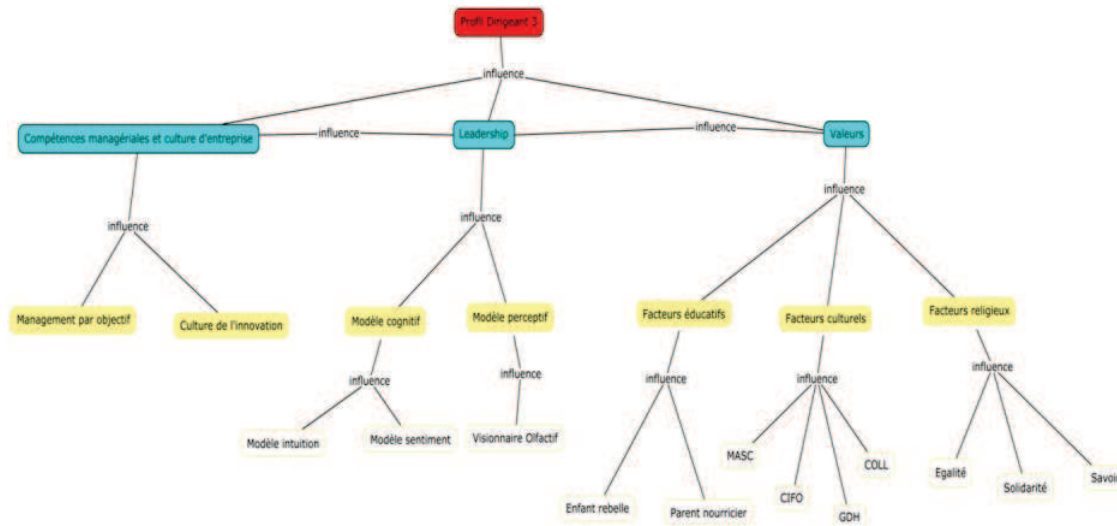 Profil Dirigeant 3
influence
Compétences managériales et culture d'entreprise
influence
Leadership
influence
Valeurs
influence
influence
influence
Management par objectif
Culture de l'innovation
Modèle cognitif
Modèle perceptif
Facteurs éducatifs
Facteurs culturels
Facteurs religieux
influence
influence
influence
influence
influence
Modèle intuition
Modèle sentiment
Visionnaire Olfactif
Enfant rebelle
Parent nourricier
MASC
CIFO
GDH
COLL
Egalité
Solidarité
Savoir